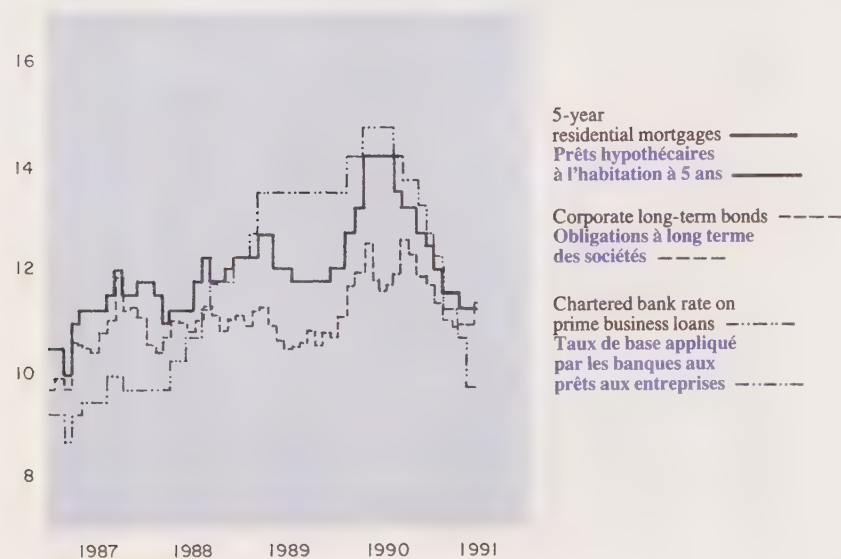 16
14
12
10
8
1987 1988 1989 1990 1991
5-year
residential mortgages
Prêts hypothécaires
à l'habitation à 5 ans
Corporate long-term bonds
Obligations à long terme
des sociétés
Chartered bank rate on
prime business loans
Taux de base appliqué
par les banques aux
prêts aux entreprises